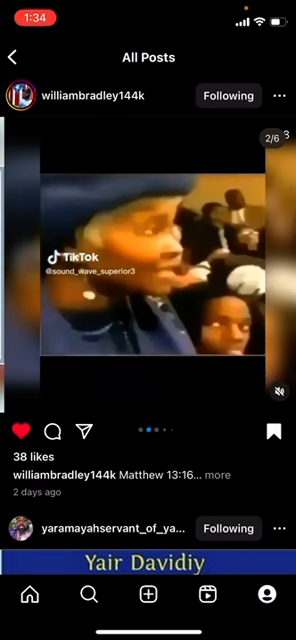 1:34
All Posts
williambradley144k
Following
2/6
TikTok
@sound_wave_superior3
38 likes
williambradley144k Matthew 13:16... more
2 days ago
yaramayahservant_of_ya...
Following
Yair Davidiy